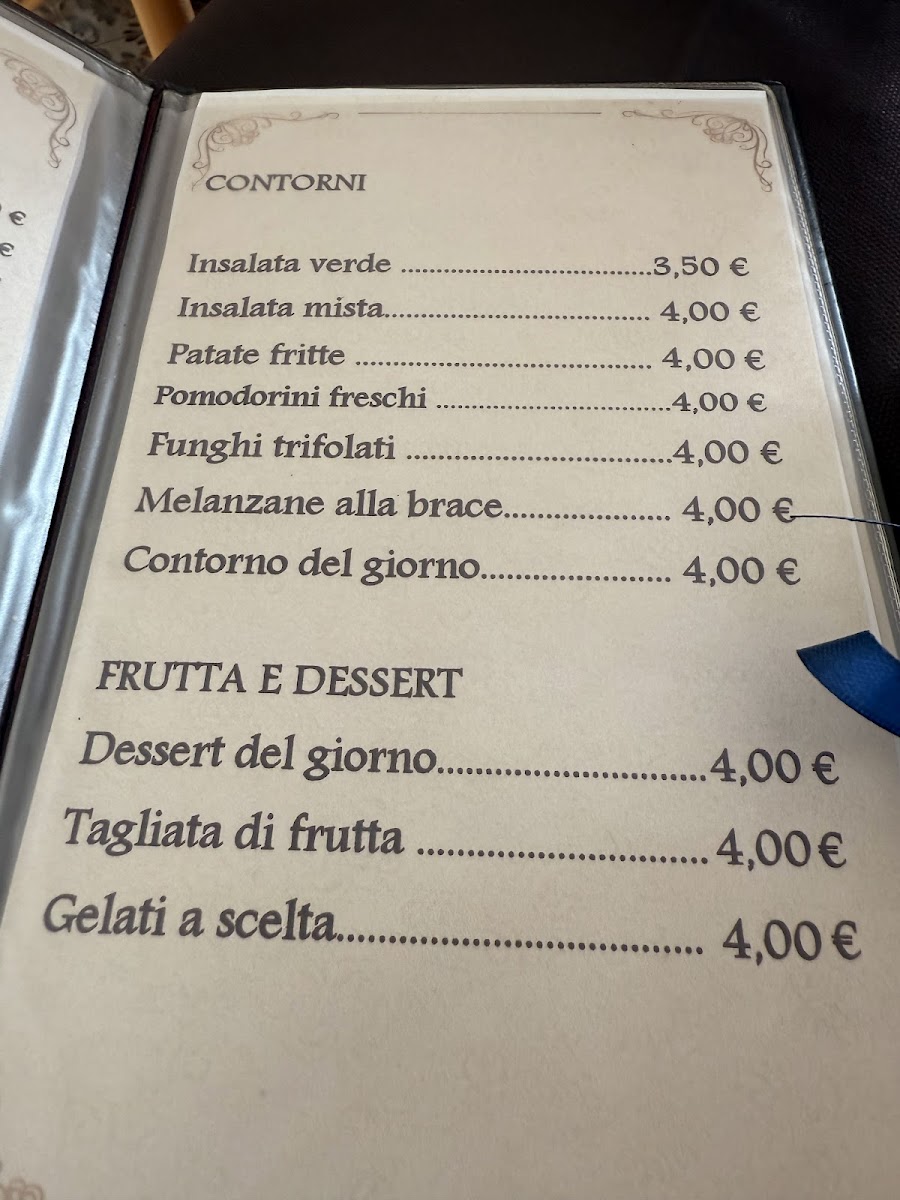 CONTORNI
Insalata verde ...................................3,50 €
Insalata mista..................................... 4,00 €
Patate fritte ......................................... 4,00 €
Pomodorini freschi .................................4,00 €
Funghi trifolati .....................................4,00 €
Melanzane alla brace....................... 4,00 €
Contorno del giorno.......................... 4,00 €
FRUTTA E DESSERT
Dessert del giorno...........................4,00 €
Tagliata di frutta .............................4,00 €
Gelati a scelta.................................... 4,00 €